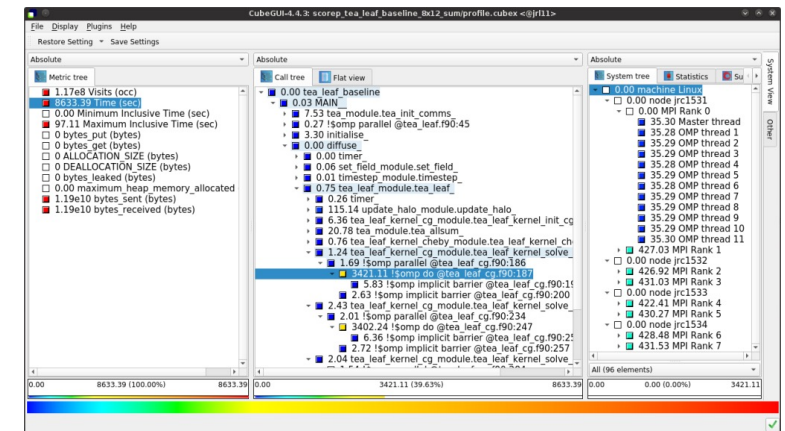 CubeGUI-4.4.3: scorep_tea_leaf_baseline_8x12_sum/profile.cubex <@jrl11>
File Display Plugins Help
Restore Setting Save Settings
Absolute
Metric tree
1.17e8 Visits (occ)
8633.39 Time (sec)
0.00 Minimum Inclusive Time (sec)
97.11 Maximum Inclusive Time (sec)
0 bytes_put (bytes)
0 bytes_get (bytes)
0 ALLOCATION_SIZE (bytes)
0 DEALLOCATION_SIZE (bytes)
0 bytes_leaked (bytes)
0.00 maximum_heap_memory_allocated
1.19e10 bytes_sent (bytes)
1.19e10 bytes_received (bytes)
0.00 8633.39 (100.00%) 8633.39
Absolute
Call tree Flat view
0.00 tea_leaf_baseline
0.03 MAIN__
7.53 tea_module.tea_init_comms_
0.27 !$omp parallel @tea_leaf.f90:45
3.30 initialise_
0.00 diffuse_
0.00 timer_
0.06 set_field_module.set_field_
0.01 timestep_module.timestep_
0.75 tea_leaf_module.tea_leaf_
0.26 timer_
115.14 update_halo_module.update_halo_
6.36 tea_leaf_kernel_cg_module.tea_leaf_kernel_init_cg
20.78 tea_module.tea_allsum_
0.76 tea_leaf_kernel_cheby_module.tea_leaf_kernel_ch
1.24 tea_leaf_kernel_cg_module.tea_leaf_kernel_solve_
1.69 !$omp parallel @tea_leaf_cg.f90:186
3421.11 !$omp do @tea_leaf_cg.f90:187
5.83 !$omp implicit barrier @tea_leaf_cg.f90:19
2.63 !$omp implicit barrier @tea_leaf_cg.f90:200
2.43 tea_leaf_kernel_cg_module.tea_leaf_kernel_solve_
2.01 !$omp parallel @tea_leaf_cg.f90:234
3402.24 !$omp do @tea_leaf_cg.f90:247
6.36 !$omp implicit barrier @tea_leaf_cg.f90:25
2.72 !$omp implicit barrier @tea_leaf_cg.f90:257
2.04 tea_leaf_kernel_cg_module.tea_leaf_kernel_solve_
0.00 3421.11 (39.63%) 8633.39
Absolute
System tree Statistics Su
0.00 machine Linux
0.00 node jrc1531
0.00 MPI Rank 0
35.30 Master thread
35.28 OMP thread 1
35.29 OMP thread 2
35.29 OMP thread 3
35.28 OMP thread 4
35.29 OMP thread 5
35.28 OMP thread 6
35.29 OMP thread 7
35.29 OMP thread 8
35.29 OMP thread 9
35.29 OMP thread 10
35.30 OMP thread 11
427.03 MPI Rank 1
0.00 node jrc1532
426.92 MPI Rank 2
431.03 MPI Rank 3
0.00 node jrc1533
422.41 MPI Rank 4
430.27 MPI Rank 5
0.00 node jrc1534
428.48 MPI Rank 6
431.53 MPI Rank 7
All (96 elements)
0.00 0.00 (0.00%) 3421.11
System View
Other